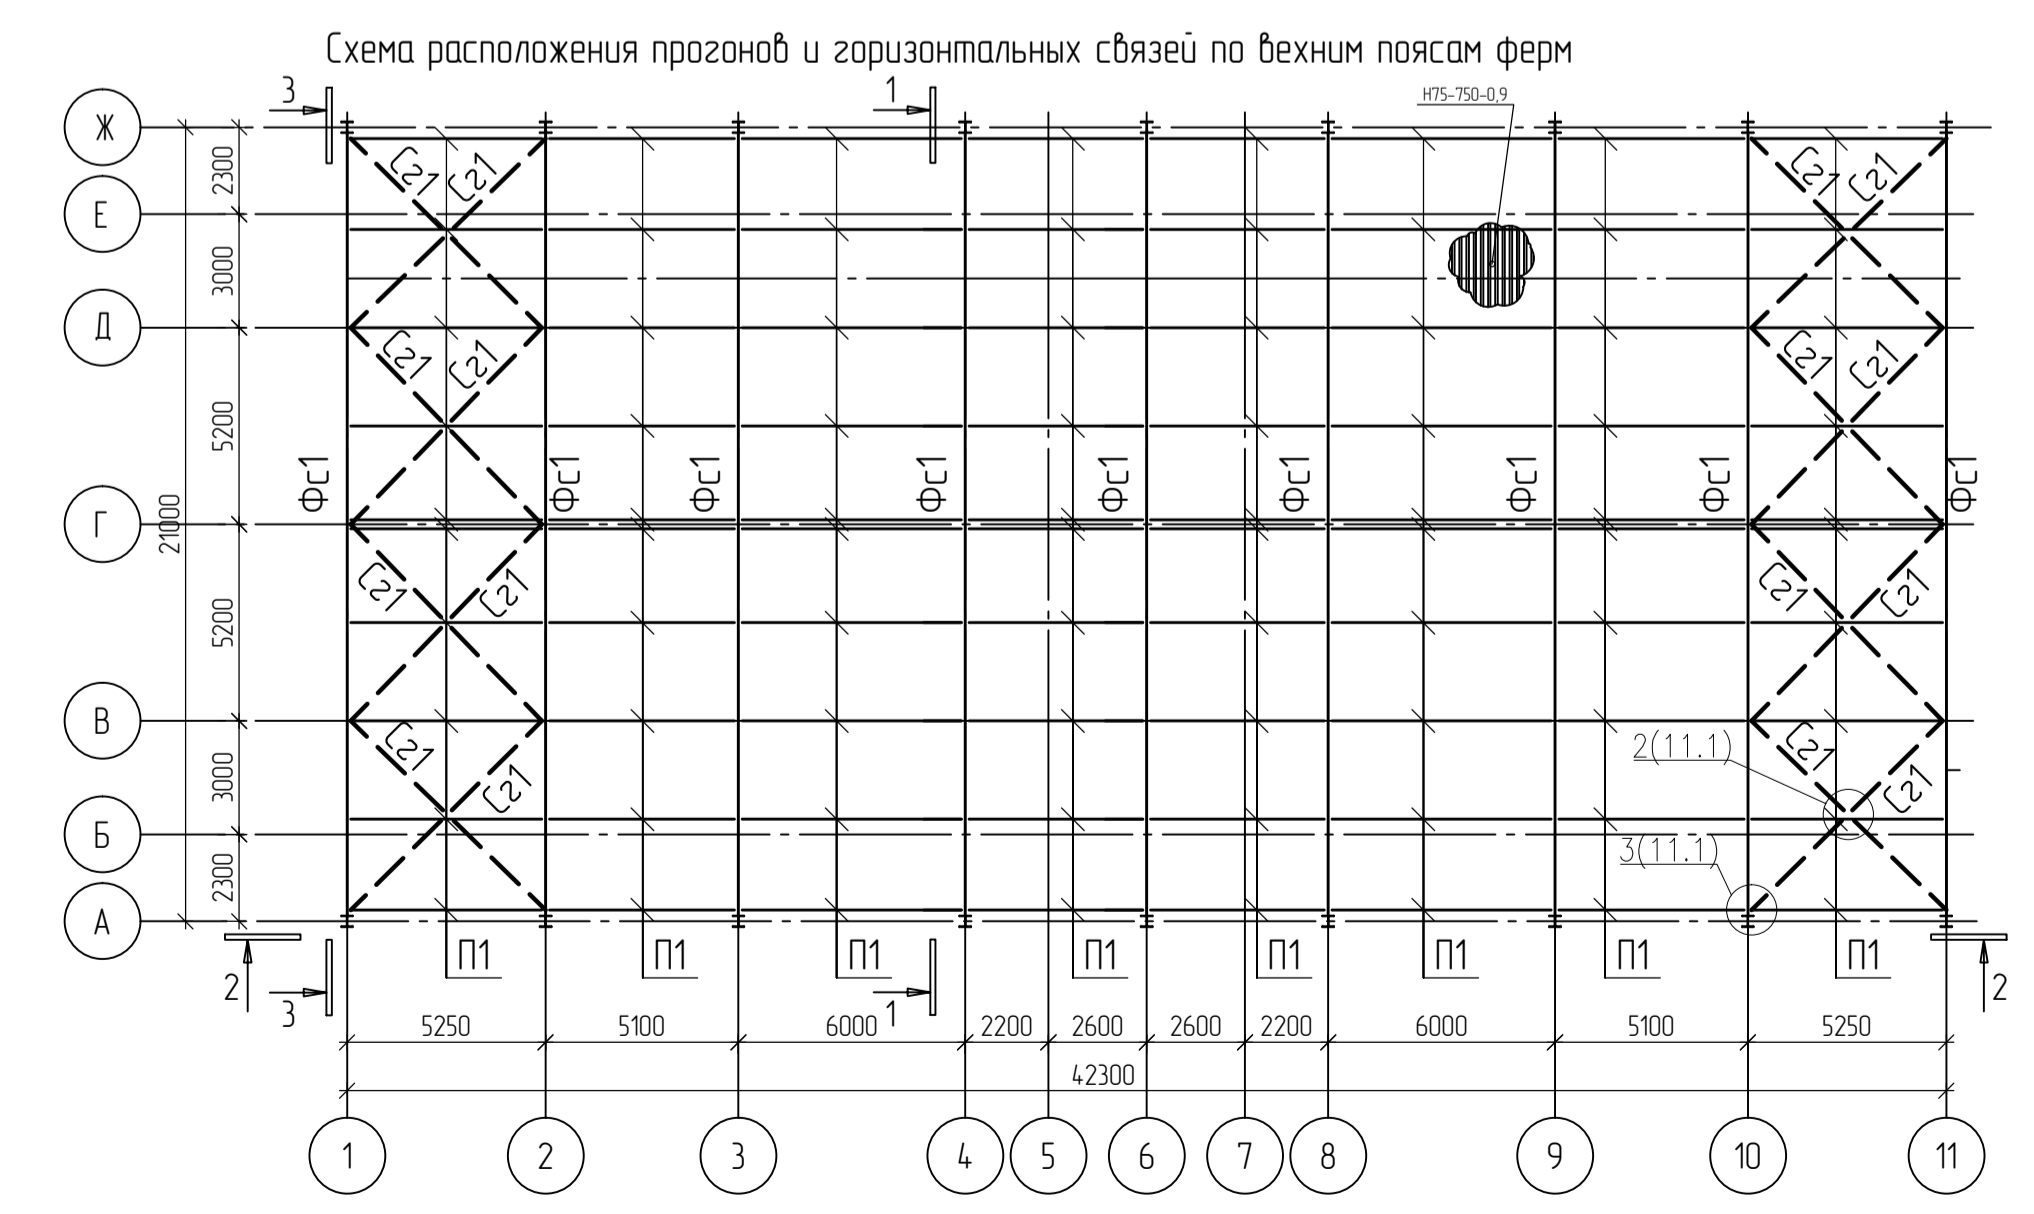 Схема расположения прогонов и горизонтальных связей по вехним поясам ферм
3
1
Н75-750-0,9
Ж
2300
Сг1
Сг1
Сг1
Сг1
Е
3000
Д
Сг1
Сг1
Сг1
Сг1
5200
Фс1
Фс1
Фс1
Фс1
Фс1
Фс1
Фс1
Фс1
Фс1
Г
21000
Сг1
Сг1
Сг1
Сг1
5200
В
Сг1
Сг1
Сг1
Сг1
2(11.1)
3000
Б
3(11.1)
2300
А
П1
П1
П1
П1
П1
П1
П1
П1
2
3
1
2
5250
5100
6000
2200
2600
2600
2200
6000
5100
5250
42300
1
2
3
4
5
6
7
8
9
10
11